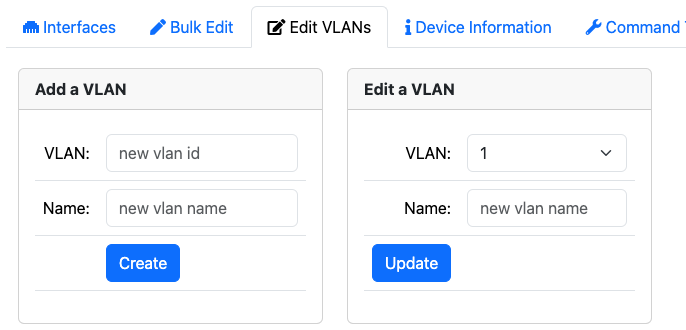 Interfaces Bulk Edit Edit VLANs Device Information Command
Add a VLAN
VLAN: new vlan id
Name: new vlan name
Create
Edit a VLAN
VLAN: 1
Name: new vlan name
Update